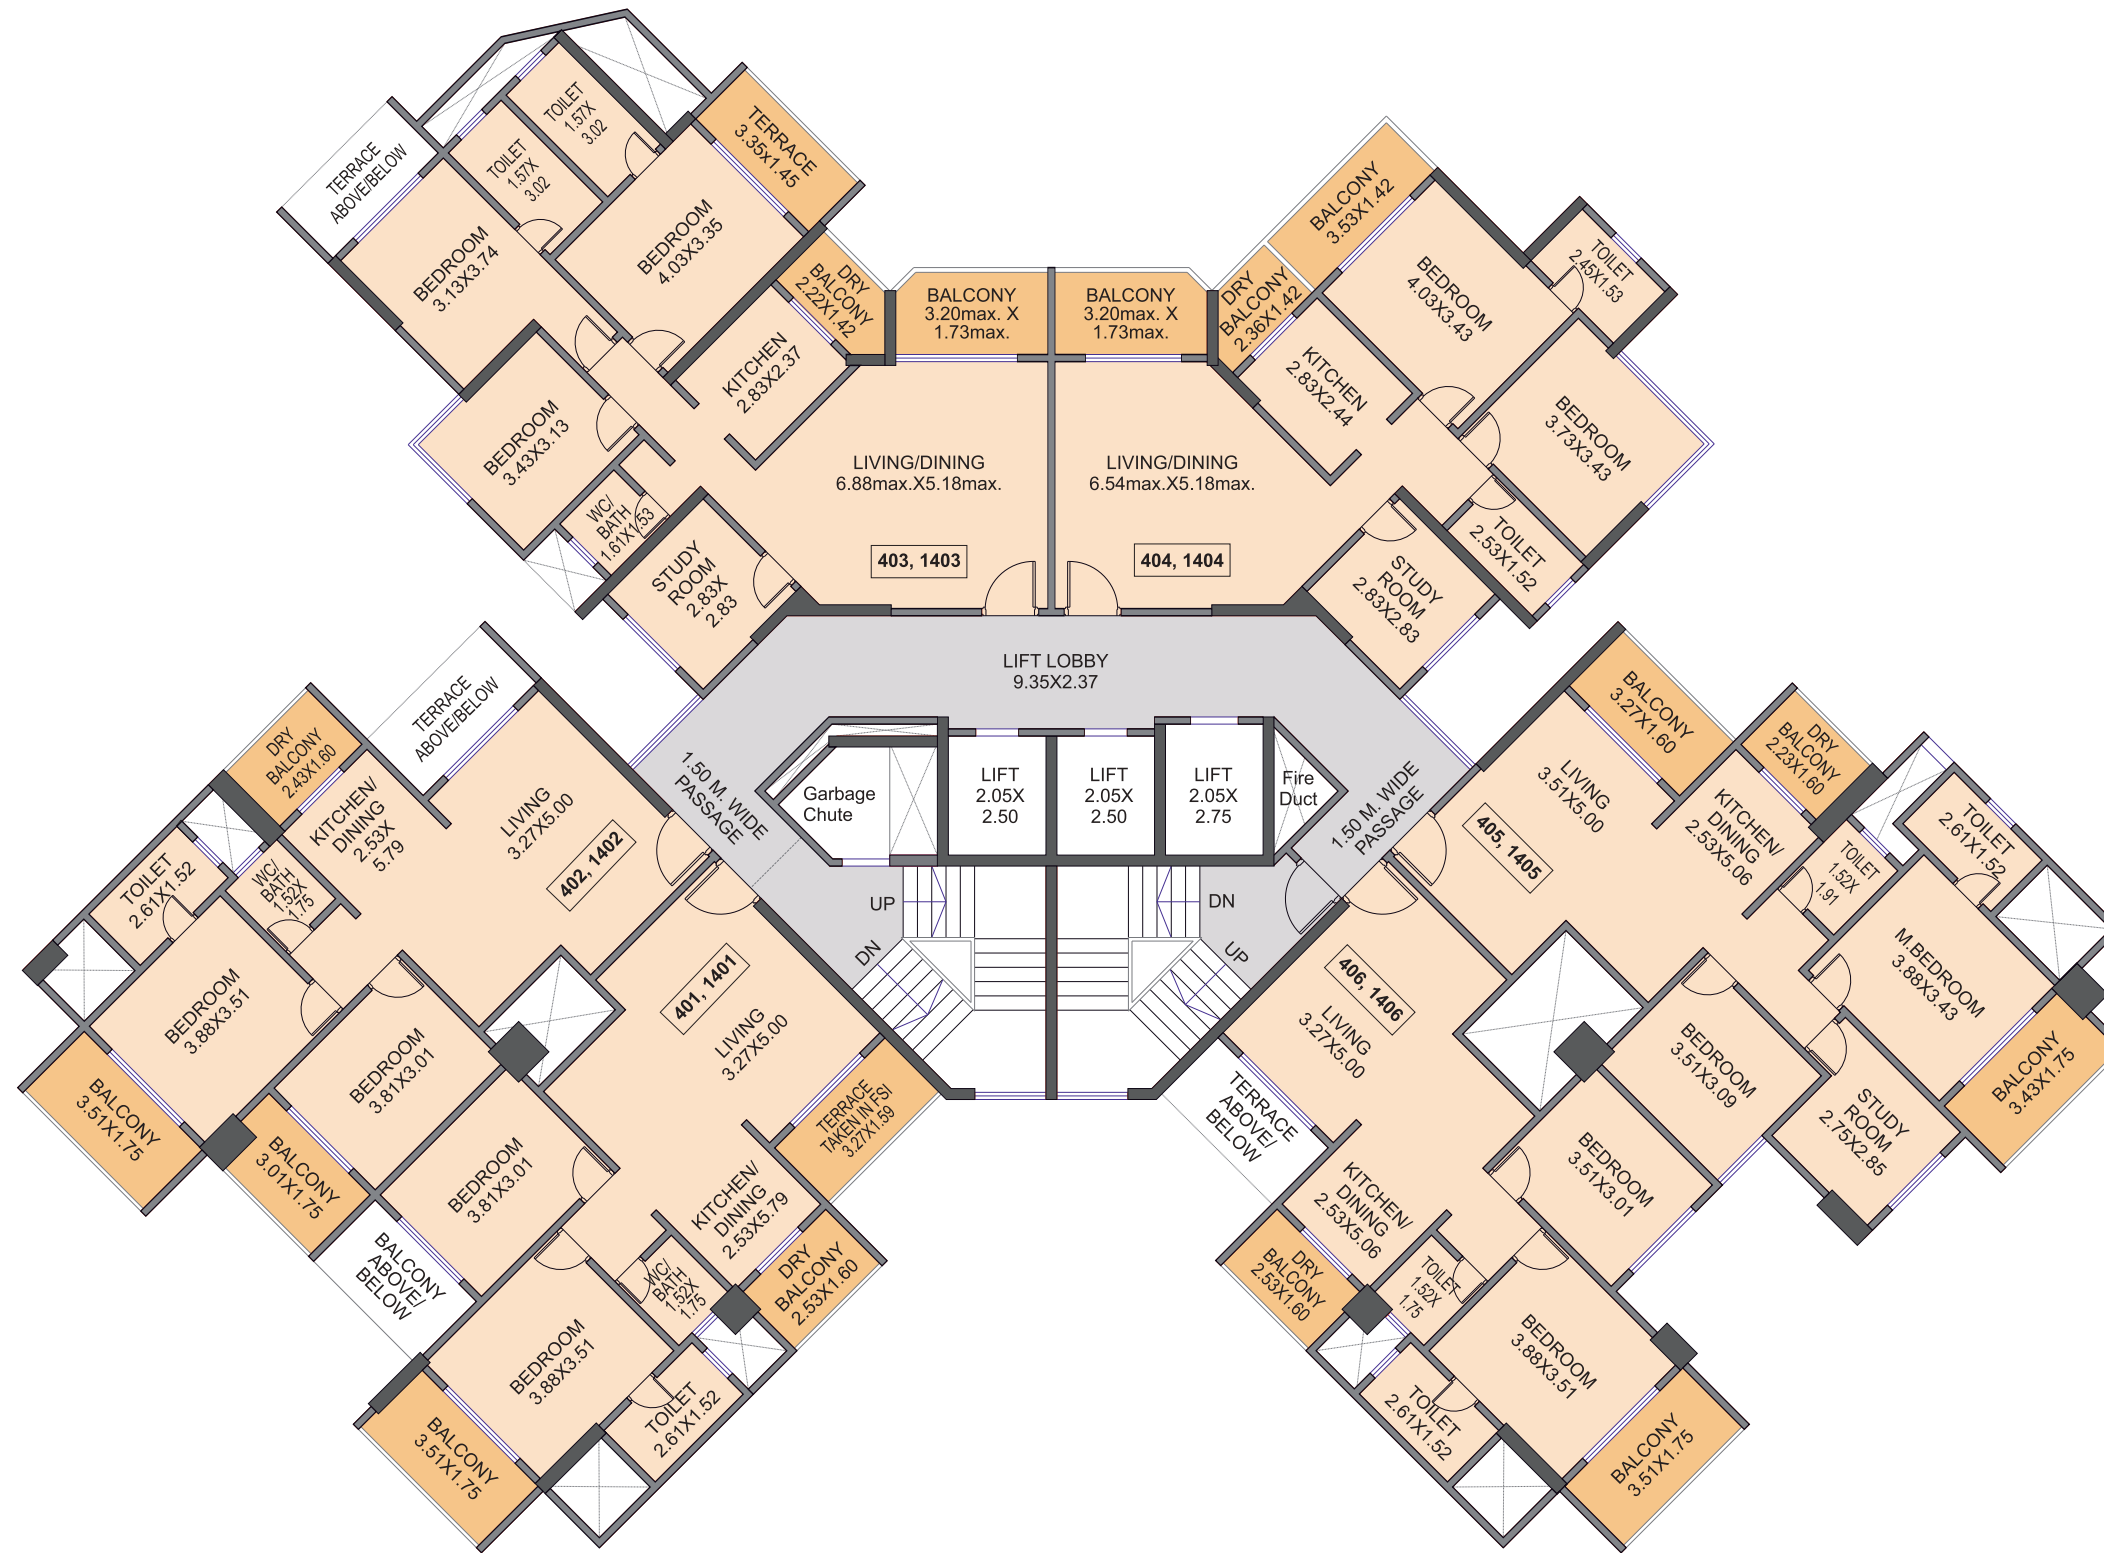 TOILET
1.57X
3.02
TOILET
1.57X
3.02
TERRACE
ABOVE/BELOW
TERRACE
3.35x1.45
BEDROOM
3.13X3.74
BEDROOM
4.03X3.35
DRY
BALCONY
2.22X1.42
KITCHEN
2.83X2.37
BALCONY
3.20max. X
1.73max.
BEDROOM
3.43X3.13
WC/
BATH
1.61X1.53
STUDY
ROOM
2.83X
2.83
LIVING/DINING
6.88max.X5.18max.
403, 1403
BALCONY
3.20max. X
1.73max.
DRY
BALCONY
2.36X1.42
BALCONY
3.53X1.42
BEDROOM
4.03X3.43
TOILET
2.45X1.53
KITCHEN
2.83X2.44
BEDROOM
3.73X3.43
LIVING/DINING
6.54max.X5.18max.
404, 1404
TOILET
2.53X1.52
STUDY
ROOM
2.83X2.83
LIFT LOBBY
9.35X2.37
1.50 M. WIDE
PASSAGE
Garbage
Chute
LIFT
2.05X
2.50
LIFT
2.05X
2.50
LIFT
2.05X
2.75
Fire
Duct
1.50 M. WIDE
PASSAGE
UP
DN
DN
UP
TERRACE
ABOVE/BELOW
DRY
BALCONY
2.43X1.60
KITCHEN/
DINING
2.53X
5.79
LIVING
3.27X5.00
402, 1402
TOILET
2.61X1.52
WC/
BATH
1.52X
1.75
BEDROOM
3.88X3.51
BEDROOM
3.81X3.01
BALCONY
3.51X1.75
BALCONY
3.01X1.75
401, 1401
LIVING
3.27X5.00
TERRACE
TAKEN IN FSI
3.27X1.59
BEDROOM
3.81X3.01
KITCHEN/
DINING
2.53X5.79
DRY
BALCONY
2.53X1.60
BALCONY
ABOVE/
BELOW
WC/
BATH
1.52X
1.75
BEDROOM
3.88X3.51
TOILET
2.61X1.52
BALCONY
3.51X1.75
BALCONY
3.27X1.60
LIVING
3.51X5.00
405, 1405
DRY
BALCONY
2.23X1.60
KITCHEN/
DINING
2.53X5.06
TOILET
2.61X1.52
TOILET
1.52X
1.91
M.BEDROOM
3.88X3.43
BALCONY
3.43X1.75
BEDROOM
3.51X3.09
STUDY
ROOM
2.75X2.85
406, 1406
LIVING
3.27X5.00
TERRACE
ABOVE/
BELOW
BEDROOM
3.51X3.01
KITCHEN/
DINING
2.53X5.06
DRY
BALCONY
2.53X1.60
TOILET
1.52X
1.75
BEDROOM
3.88X3.51
TOILET
2.61X1.52
BALCONY
3.51X1.75